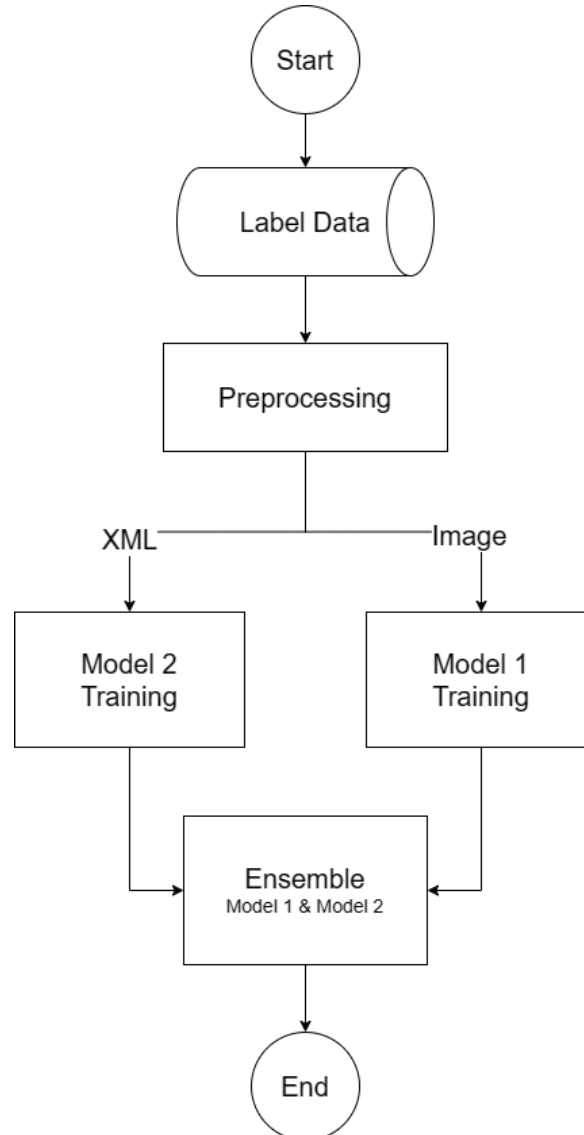 Start
Label Data
Preprocessing
XML
Image
Model 2
Training
Model 1
Training
Ensemble
Model 1 & Model 2
End